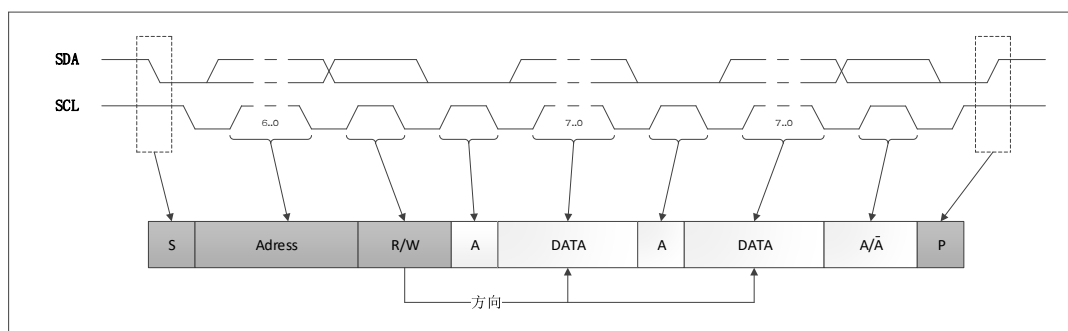 SDA
SCL
6..0
7..0
7..0
S Adress R/W A DATA A DATA A/Ā P
方向